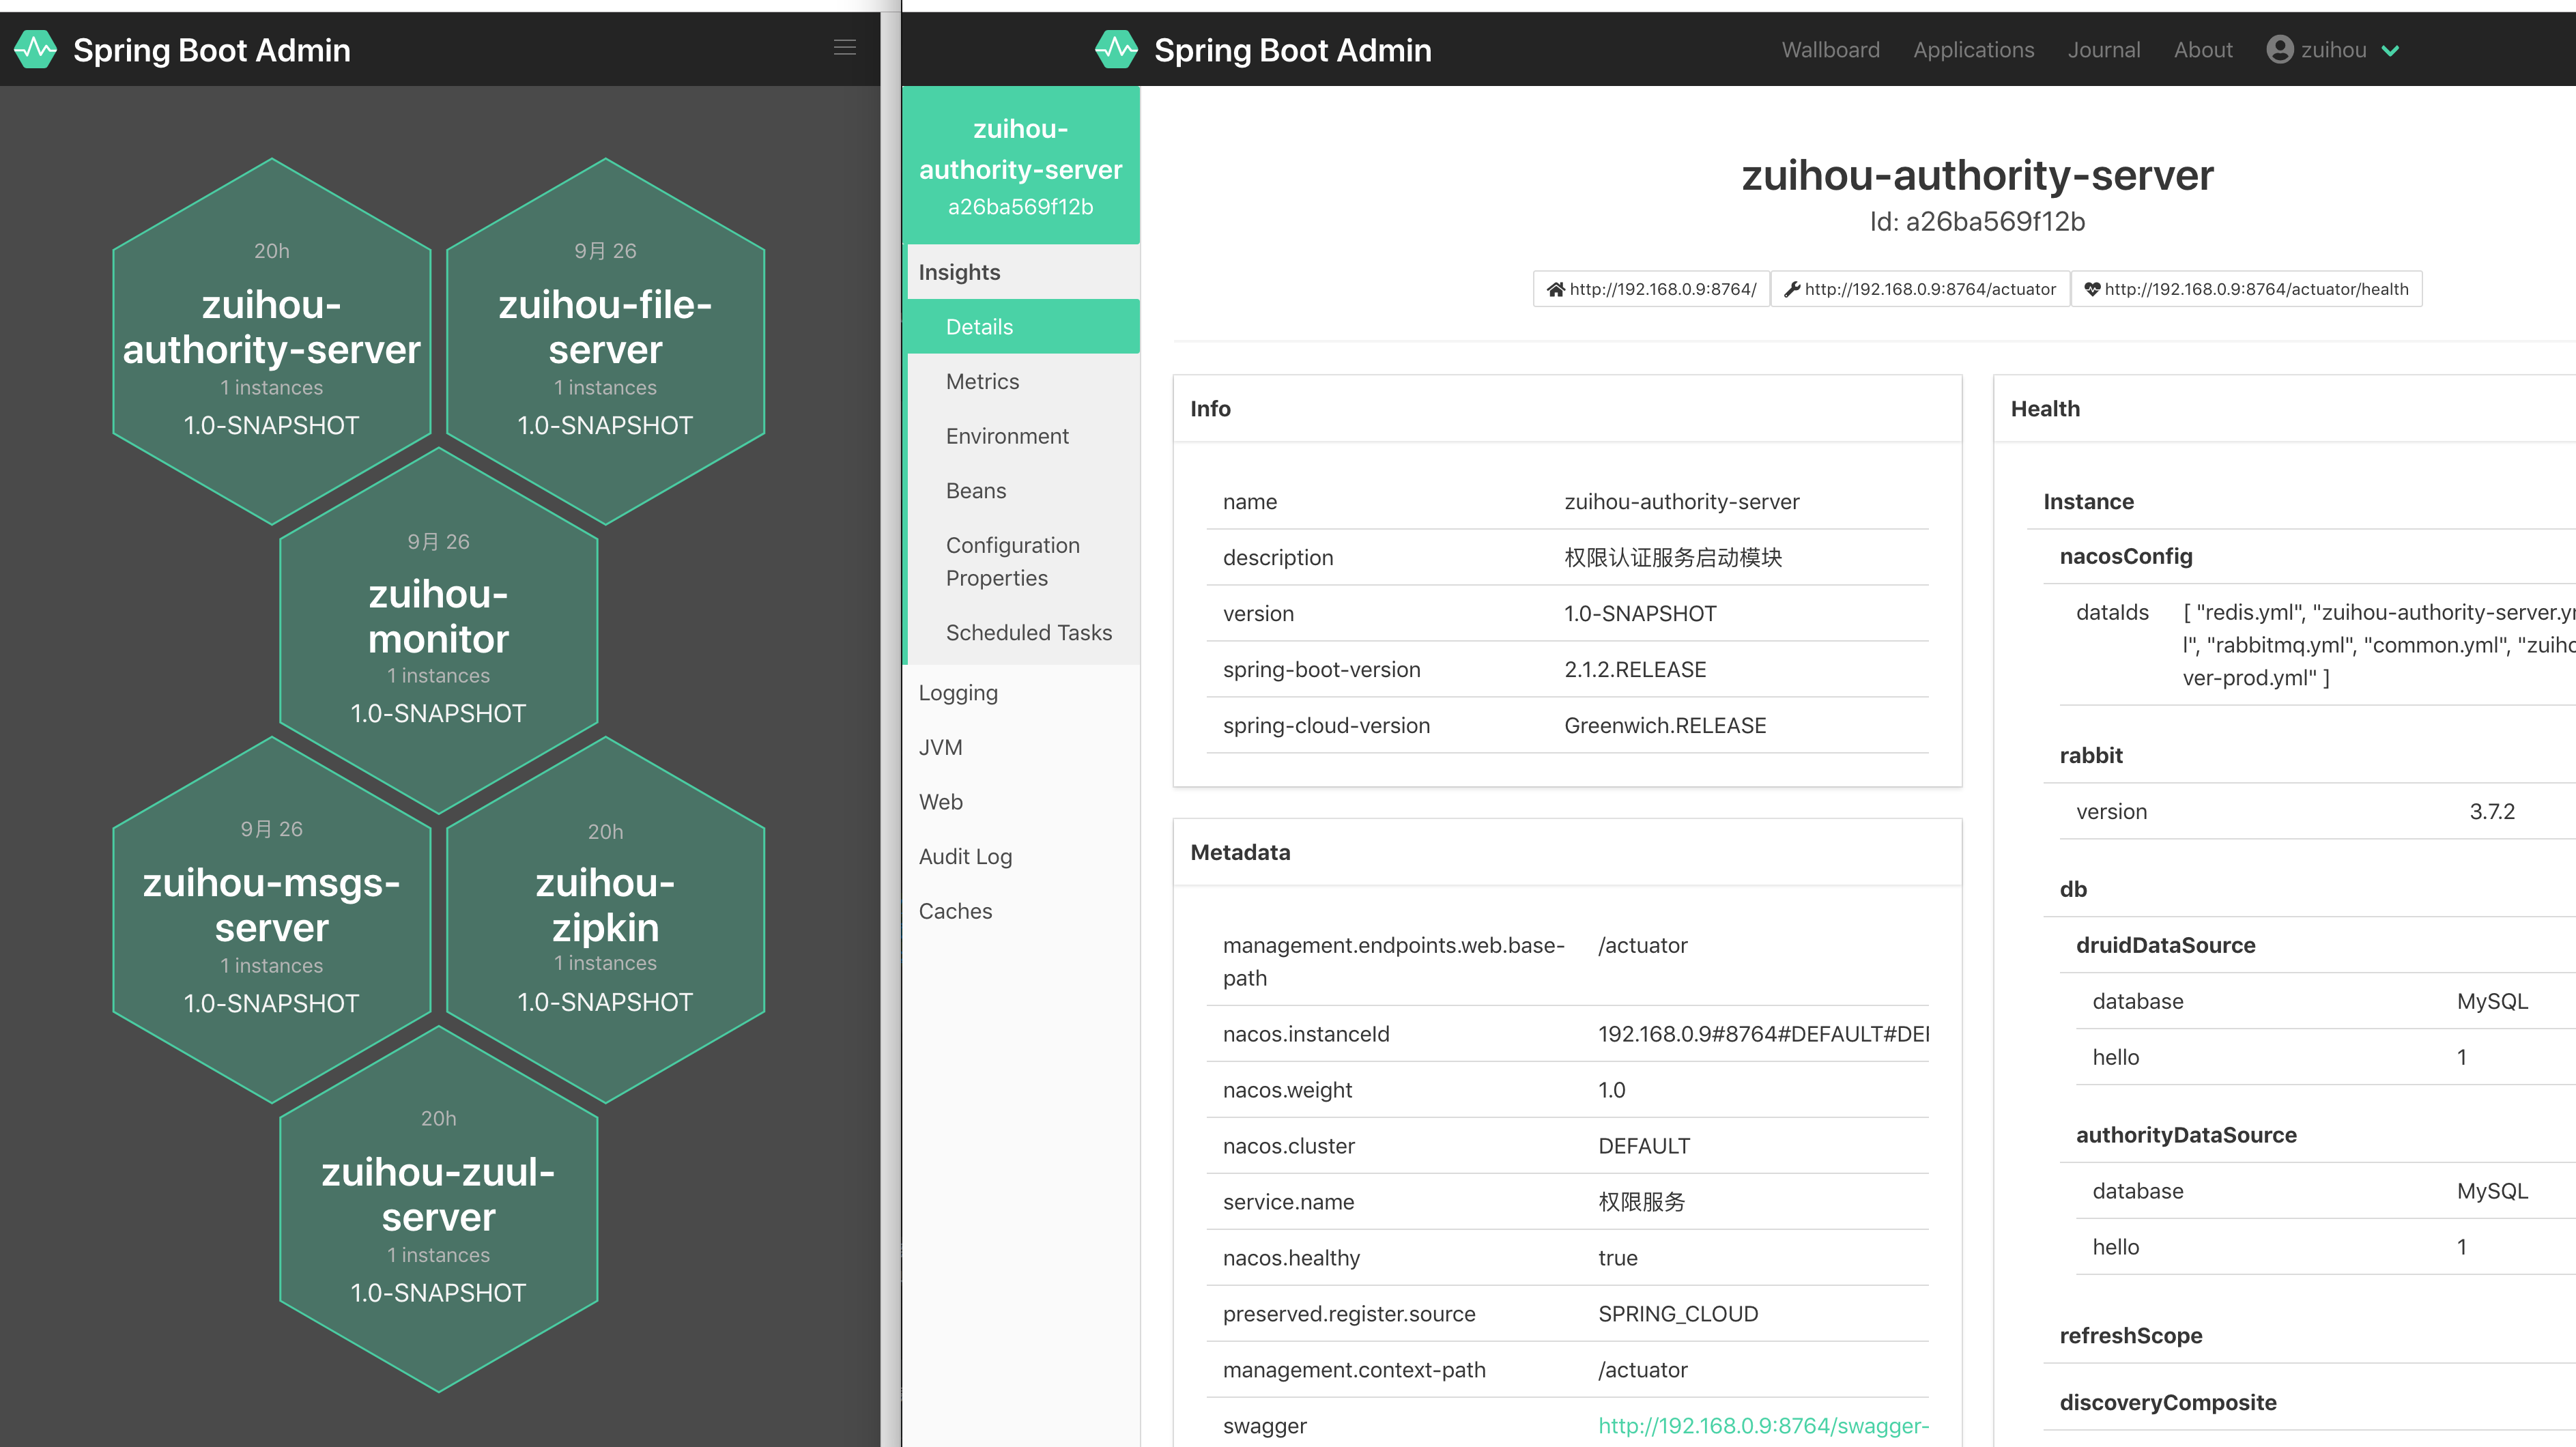 Spring Boot Admin
20h
zuihou-
authority-server
1 instances
1.0-SNAPSHOT
9月 26
zuihou-file-
server
1 instances
1.0-SNAPSHOT
9月 26
zuihou-
monitor
1 instances
1.0-SNAPSHOT
9月 26
zuihou-msgs-
server
1 instances
1.0-SNAPSHOT
20h
zuihou-
zipkin
1 instances
1.0-SNAPSHOT
20h
zuihou-zuul-
server
1 instances
1.0-SNAPSHOT
Spring Boot Admin
Wallboard Applications Journal About zuihou
zuihou-
authority-server
a26ba569f12b
Insights
Details
Metrics
Environment
Beans
Configuration
Properties
Scheduled Tasks
Logging
JVM
Web
Audit Log
Caches
zuihou-authority-server
Id: a26ba569f12b
http://192.168.0.9:8764/ http://192.168.0.9:8764/actuator http://192.168.0.9:8764/actuator/health
Info
name zuihou-authority-server
description 权限认证服务启动模块
version 1.0-SNAPSHOT
spring-boot-version 2.1.2.RELEASE
spring-cloud-version Greenwich.RELEASE
Metadata
management.endpoints.web.base- /actuator
path
nacos.instanceId 192.168.0.9#8764#DEFAULT#DEI
nacos.weight 1.0
nacos.cluster DEFAULT
service.name 权限服务
nacos.healthy true
preserved.register.source SPRING_CLOUD
management.context-path /actuator
swagger http://192.168.0.9:8764/swagger-
Health
Instance
nacosConfig
dataIds [ "redis.yml", "zuihou-authority-server.y
l", "rabbitmq.yml", "common.yml", "zuiho
ver-prod.yml" ]
rabbit
version 3.7.2
db
druidDataSource
database MySQL
hello 1
authorityDataSource
database MySQL
hello 1
refreshScope
discoveryComposite